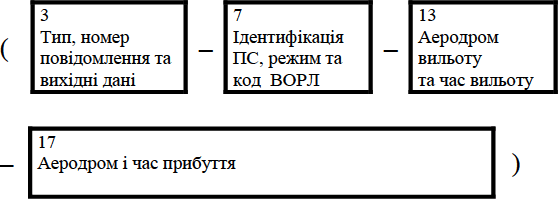 3
Тип, номер
повідомлення та
вихідні дані
(
–
7
Ідентифікація
ПС, режим та
код ВОРЛ
–
13
Аеродром
вильоту
та час вильоту
–
17
Аеродром і час прибуття
)